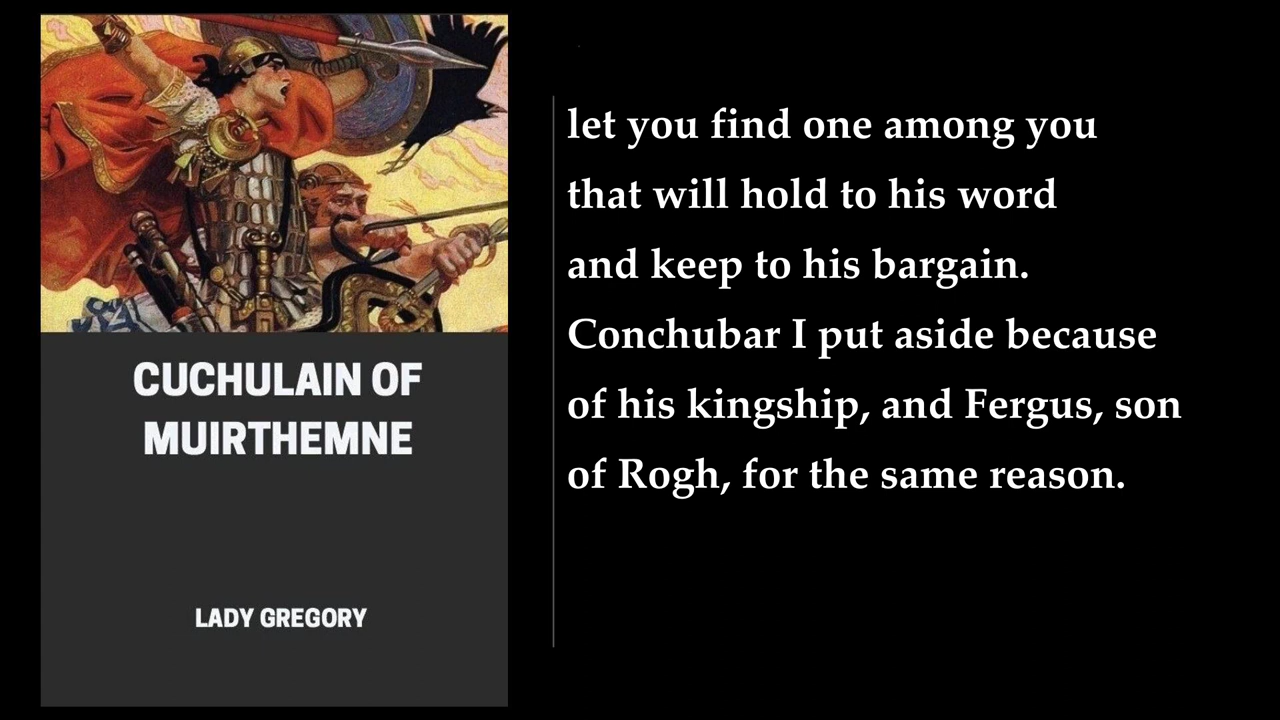 CUCHULAIN OF
MUIRTHEMNE
LADY GREGORY
let you find one among you
that will hold to his word
and keep to his bargain.
Conchubar I put aside because
of his kingship, and Fergus, son
of Rogh, for the same reason.